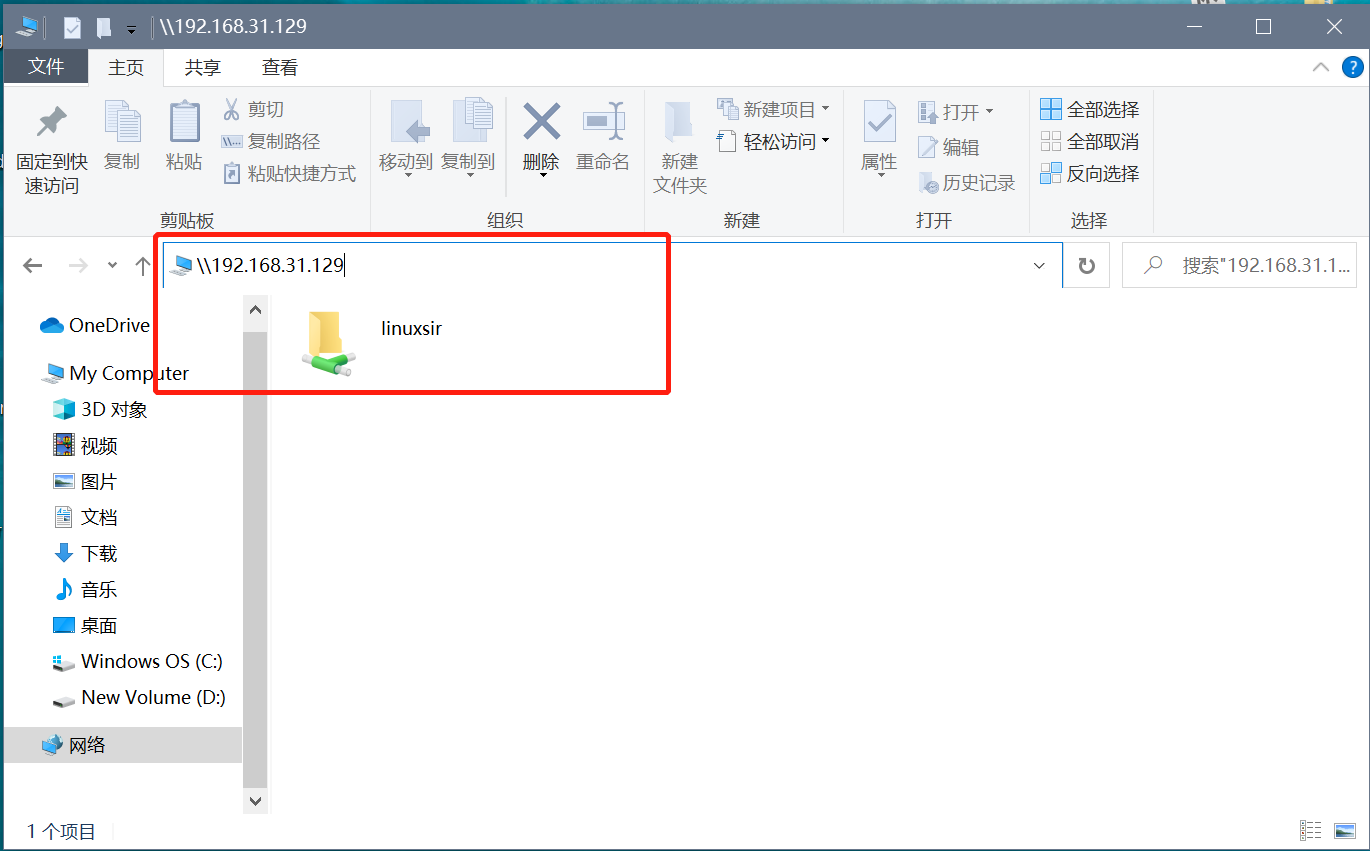 \\192.168.31.129
文件 主页 共享 查看
固定到快
速访问
复制
粘贴
剪切
复制路径
粘贴快捷方式
剪贴板
移动到
复制到
删除
重命名
组织
新建
文件夹
新建项目
轻松访问
新建
属性
打开
编辑
历史记录
打开
全部选择
全部取消
反向选择
选择
\\192.168.31.129
搜索"192.168.31.1...
OneDrive
My Computer
3D 对象
视频
图片
文档
下载
音乐
桌面
Windows OS (C:)
New Volume (D:)
网络
linuxsir
1 个项目